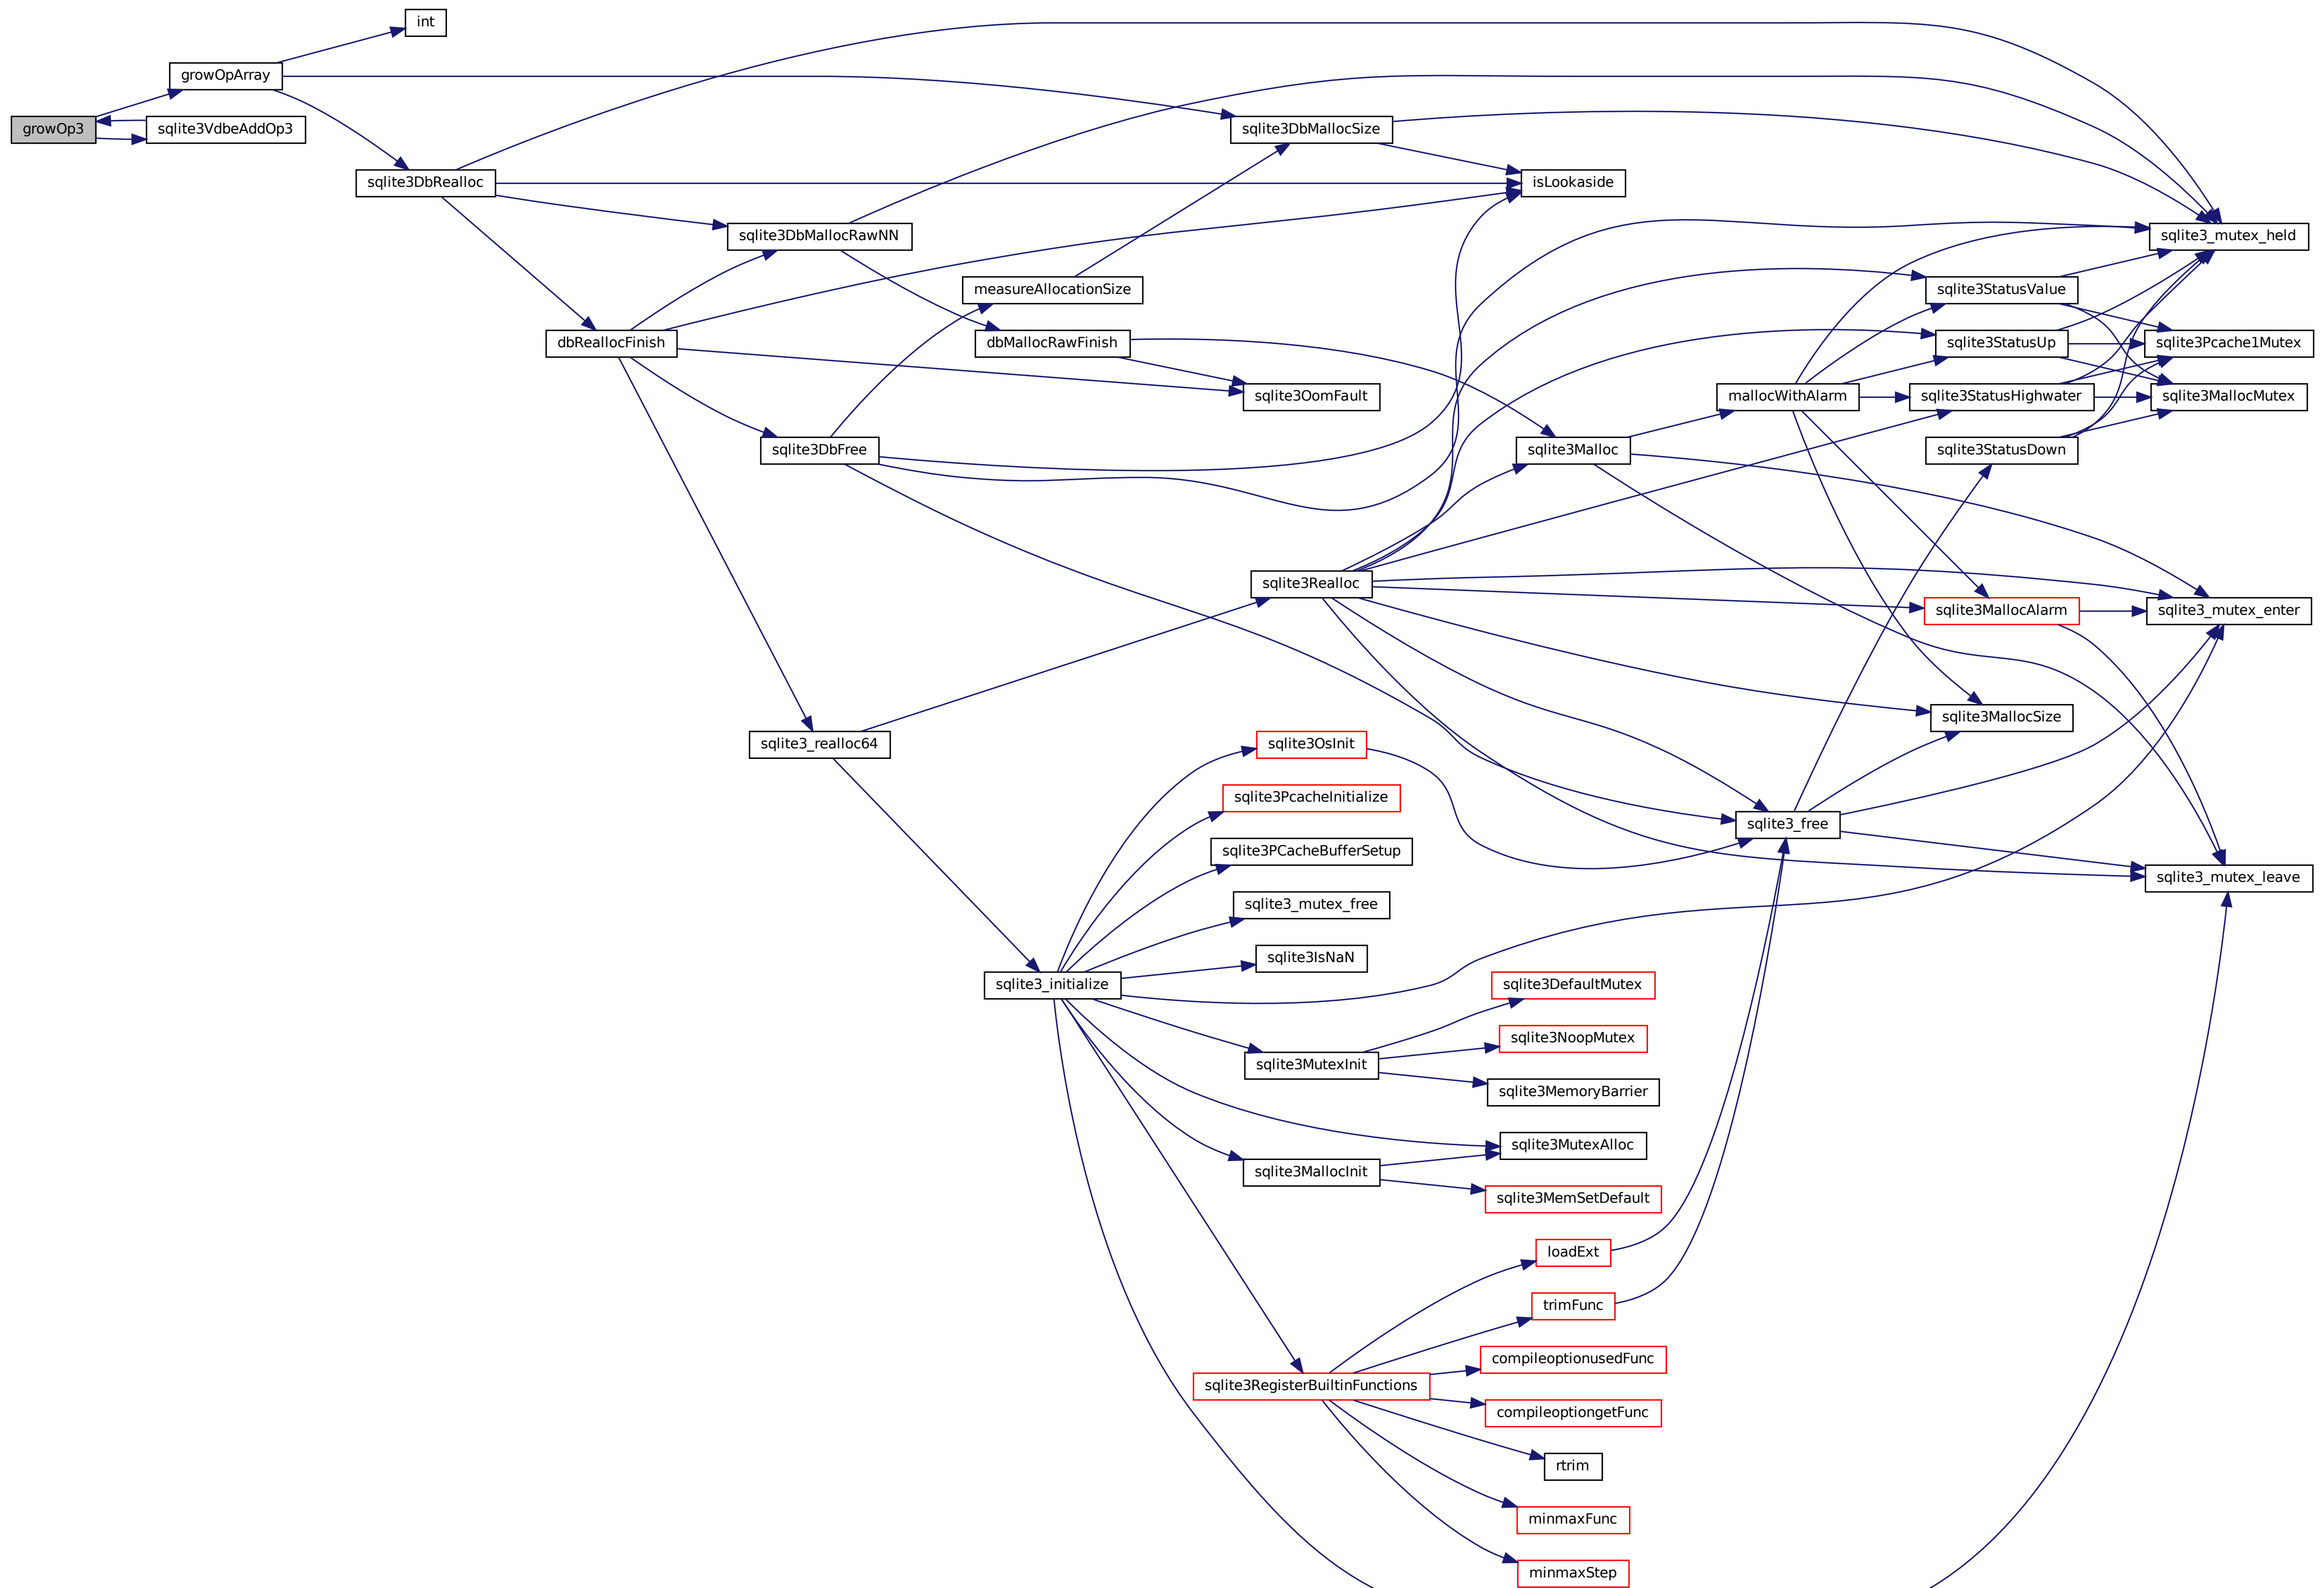 int
growOpArray
growOp3
sqlite3VdbeAddOp3
sqlite3DbMallocSize
sqlite3DbRealloc
isLookaside
sqlite3DbMallocRawNN
sqlite3_mutex_held
measureAllocationSize
sqlite3StatusValue
dbReallocFinish
dbMallocRawFinish
sqlite3StatusUp
sqlite3Pcache1Mutex
sqlite3OomFault
mallocWithAlarm
sqlite3StatusHighwater
sqlite3MallocMutex
sqlite3DbFree
sqlite3Malloc
sqlite3StatusDown
sqlite3Realloc
sqlite3MallocAlarm
sqlite3_mutex_enter
sqlite3MallocSize
sqlite3_realloc64
sqlite3OsInit
sqlite3PcacheInitialize
sqlite3_free
sqlite3PCacheBufferSetup
sqlite3_mutex_leave
sqlite3_mutex_free
sqlite3IsNaN
sqlite3_initialize
sqlite3DefaultMutex
sqlite3NoopMutex
sqlite3MutexInit
sqlite3MemoryBarrier
sqlite3MutexAlloc
sqlite3MallocInit
sqlite3MemSetDefault
loadExt
trimFunc
compileoptionusedFunc
sqlite3RegisterBuiltinFunctions
compileoptiongetFunc
rtrim
minmaxFunc
minmaxStep